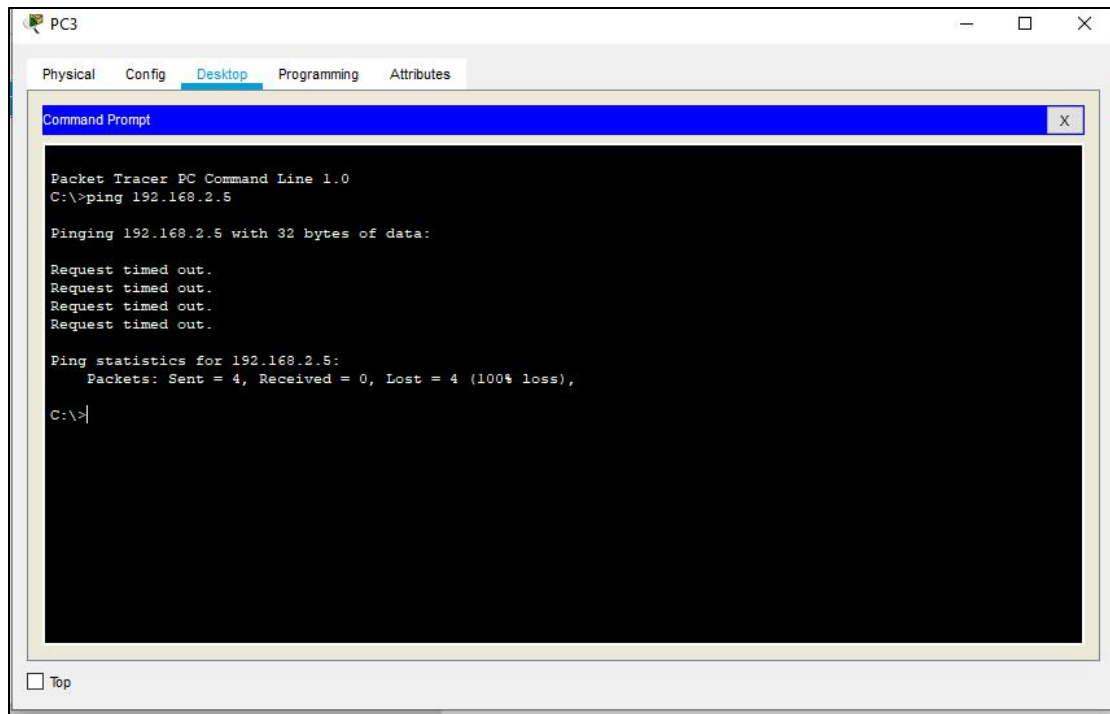 PC3
Physical Config Desktop Programming Attributes
Command Prompt X
Packet Tracer PC Command Line 1.0
C:\>ping 192.168.2.5
Pinging 192.168.2.5 with 32 bytes of data:
Request timed out.
Request timed out.
Request timed out.
Request timed out.
Ping statistics for 192.168.2.5:
Packets: Sent = 4, Received = 0, Lost = 4 (100% loss),
C:\>
Top